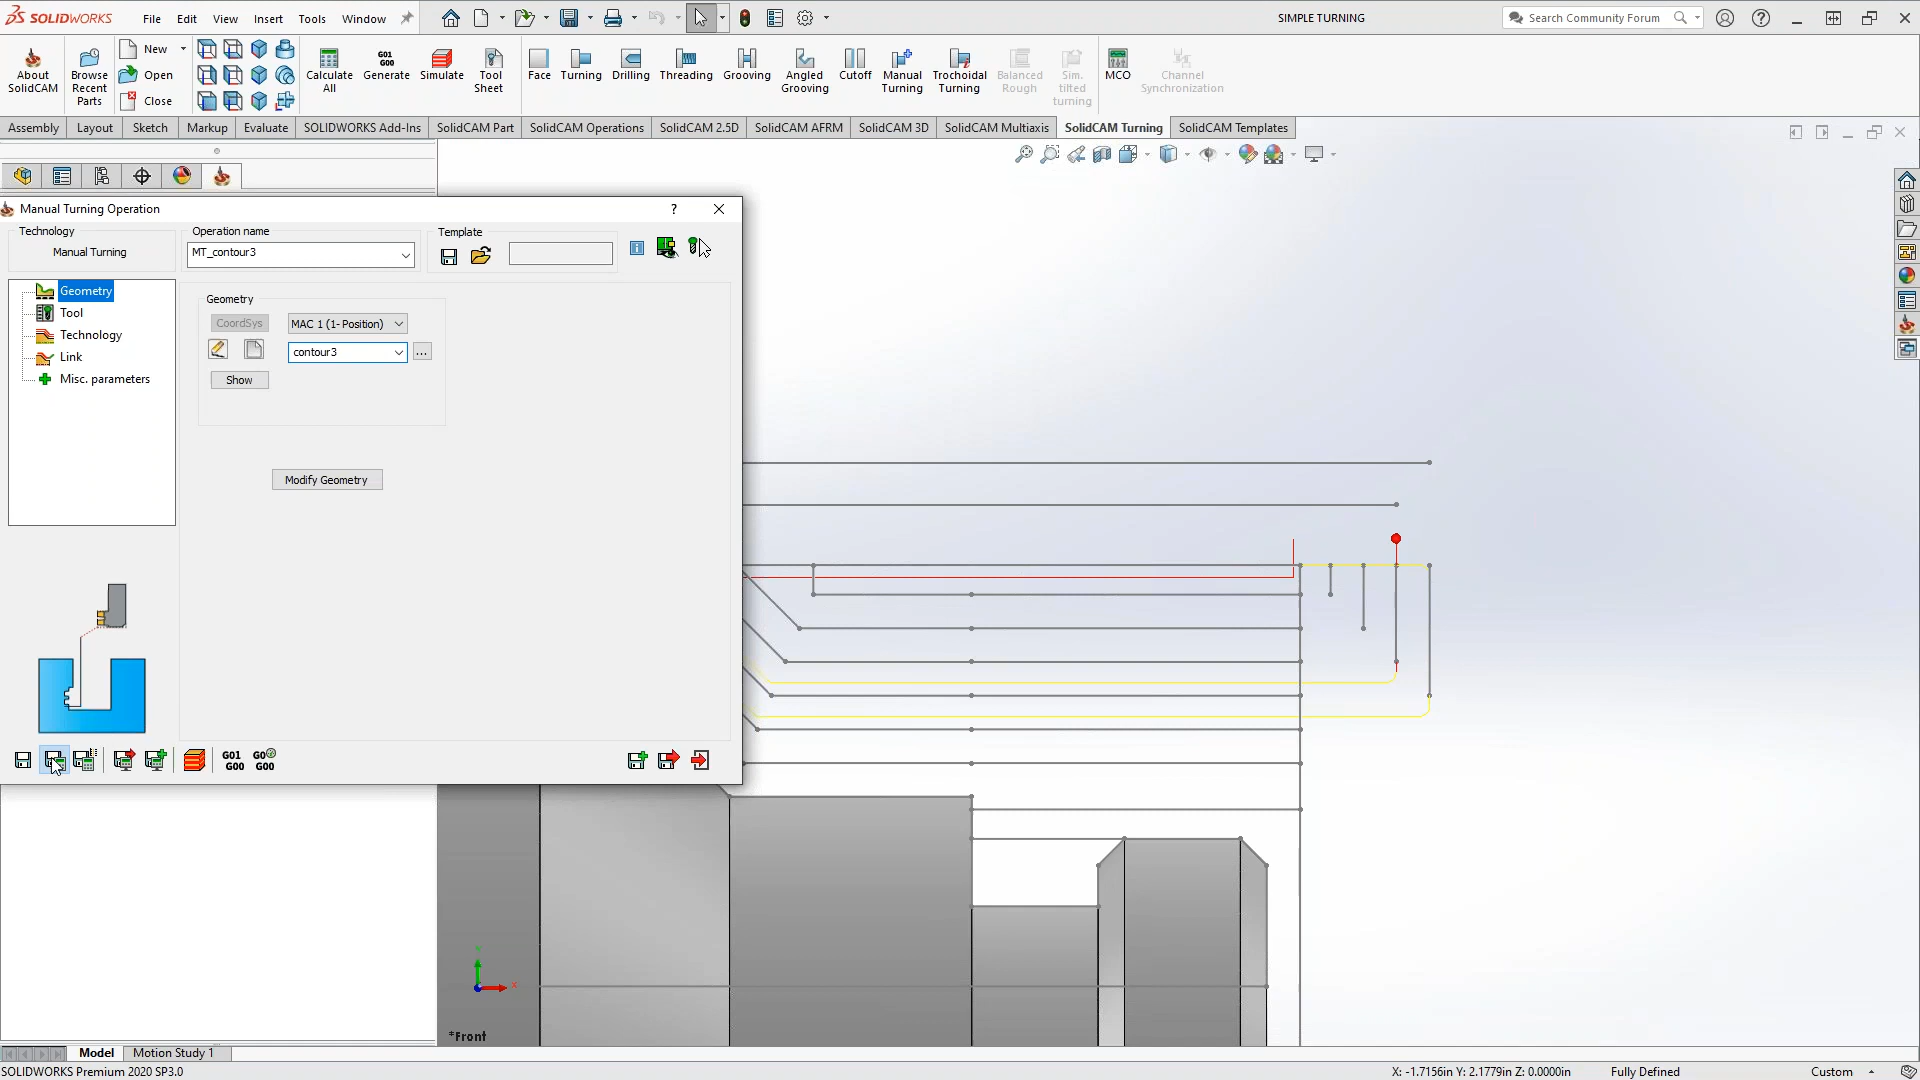 SOLIDWORKS File Edit View Insert Tools Window SIMPLE TURNING Search Community Forum
About SolidCAM
Browse Recent Parts
New
Open
Close
Calculate All
G01 G00 Generate
Simulate
Tool Sheet
Face
Turning
Drilling
Threading
Grooving
Angled Grooving
Cutoff
Manual Turning
Trochoidal Turning
Balanced Rough
Sim. tilted turning
MCO
Channel Synchronization
Assembly Layout Sketch Markup Evaluate SOLIDWORKS Add-Ins SolidCAM Part SolidCAM Operations SolidCAM 2.5D SolidCAM AFRM SolidCAM 3D SolidCAM Multiaxis SolidCAM Turning SolidCAM Templates
Manual Turning Operation ?
Technology
Manual Turning
Operation name
MT_contour3
Template
Geometry
Tool
Technology
Link
Misc. parameters
Geometry
CoordSys MAC 1 (1- Position)
contour3 ...
Show
Modify Geometry
G01 G00
G0 G00
Y
X
*Front
Model Motion Study 1
SOLIDWORKS Premium 2020 SP3.0 X: -1.7156in Y: 2.1779in Z: 0.0000in Fully Defined Custom